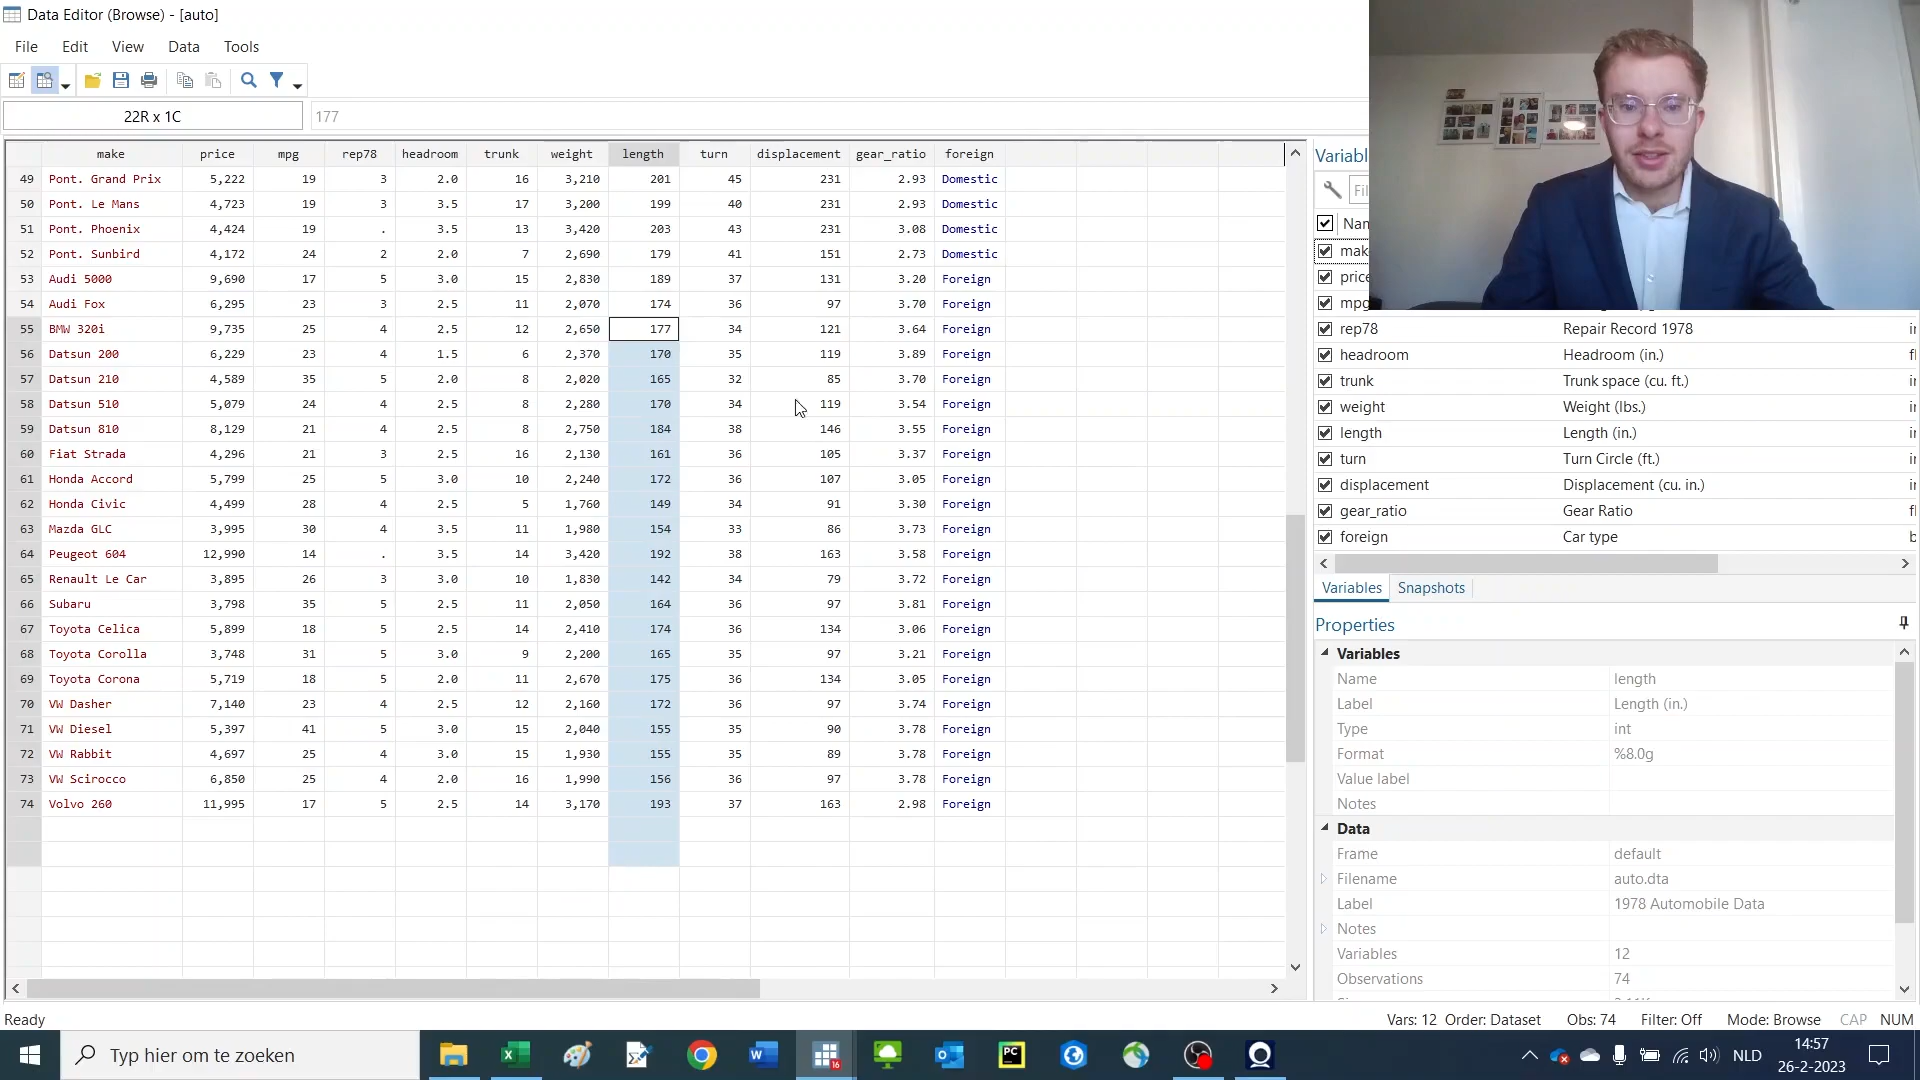 Data Editor (Browse) - [auto]
File Edit View Data Tools
22R x 1C 177
make price mpg rep78 headroom trunk weight length turn displacement gear_ratio foreign
49 Pont. Grand Prix 5,222 19 3 2.0 16 3,210 201 45 231 2.93 Domestic
50 Pont. Le Mans 4,723 19 3 3.5 17 3,200 199 40 231 2.93 Domestic
51 Pont. Phoenix 4,424 19 . 3.5 13 3,420 203 43 231 3.08 Domestic
52 Pont. Sunbird 4,172 24 2 2.0 7 2,690 179 41 151 2.73 Domestic
53 Audi 5000 9,690 17 5 3.0 15 2,830 189 37 131 3.20 Foreign
54 Audi Fox 6,295 23 3 2.5 11 2,070 174 36 97 3.70 Foreign
55 BMW 320i 9,735 25 4 2.5 12 2,650 177 34 121 3.64 Foreign
56 Datsun 200 6,229 23 4 1.5 6 2,370 170 35 119 3.89 Foreign
57 Datsun 210 4,589 35 5 2.0 8 2,020 165 32 85 3.70 Foreign
58 Datsun 510 5,079 24 4 2.5 8 2,280 170 34 119 3.54 Foreign
59 Datsun 810 8,129 21 4 2.5 8 2,750 184 38 146 3.55 Foreign
60 Fiat Strada 4,296 21 3 2.5 16 2,130 161 36 105 3.37 Foreign
61 Honda Accord 5,799 25 5 3.0 10 2,240 172 36 107 3.05 Foreign
62 Honda Civic 4,499 28 4 2.5 5 1,760 149 34 91 3.30 Foreign
63 Mazda GLC 3,995 30 4 3.5 11 1,980 154 33 86 3.73 Foreign
64 Peugeot 604 12,990 14 . 3.5 14 3,420 192 38 163 3.58 Foreign
65 Renault Le Car 3,895 26 3 3.0 10 1,830 142 34 79 3.72 Foreign
66 Subaru 3,798 35 5 2.5 11 2,050 164 36 97 3.81 Foreign
67 Toyota Celica 5,899 18 5 2.5 14 2,410 174 36 134 3.06 Foreign
68 Toyota Corolla 3,748 31 5 3.0 9 2,200 165 35 97 3.21 Foreign
69 Toyota Corona 5,719 18 5 2.0 11 2,670 175 36 134 3.05 Foreign
70 VW Dasher 7,140 23 4 2.5 12 2,160 172 36 97 3.74 Foreign
71 VW Diesel 5,397 41 5 3.0 15 2,040 155 35 90 3.78 Foreign
72 VW Rabbit 4,697 25 4 3.0 15 1,930 155 35 89 3.78 Foreign
73 VW Scirocco 6,850 25 4 2.0 16 1,990 156 36 97 3.78 Foreign
74 Volvo 260 11,995 17 5 2.5 14 3,170 193 37 163 2.98 Foreign
Variabl
Fil
Nam
mak
price
mpg
rep78 Repair Record 1978
headroom Headroom (in.)
trunk Trunk space (cu. ft.)
weight Weight (lbs.)
length Length (in.)
turn Turn Circle (ft.)
displacement Displacement (cu. in.)
gear_ratio Gear Ratio
foreign Car type
Variables Snapshots
Properties
Variables
Name length
Label Length (in.)
Type int
Format %8.0g
Value label
Notes
Data
Frame default
Filename auto.dta
Label 1978 Automobile Data
Notes
Variables 12
Observations 74
Ready Vars: 12 Order: Dataset Obs: 74 Filter: Off Mode: Browse CAP NUM
Typ hier om te zoeken
16
PC
NLD
14:57
26-2-2023